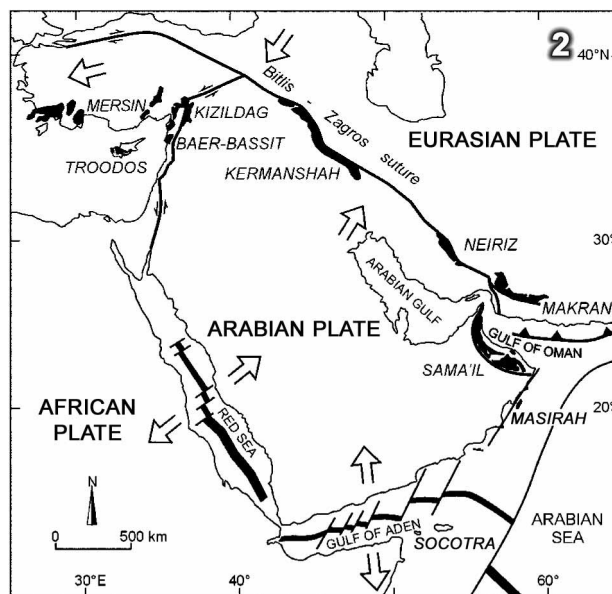 2
40°N
Bitlis - Zagros suture
MERSIN
KIZILDAG
EURASIAN PLATE
BAER-BASSIT
TROODOS
KERMANSHAH
NEIRIZ
30°
ARABIAN GULF
MAKRAN
ARABIAN PLATE
GULF OF OMAN
SAMA'IL
AFRICAN
PLATE
RED SEA
20°
MASIRAH
N
500 km
GULF OF ADEN
SOCOTRA
ARABIAN
SEA
30°E
40°
60°